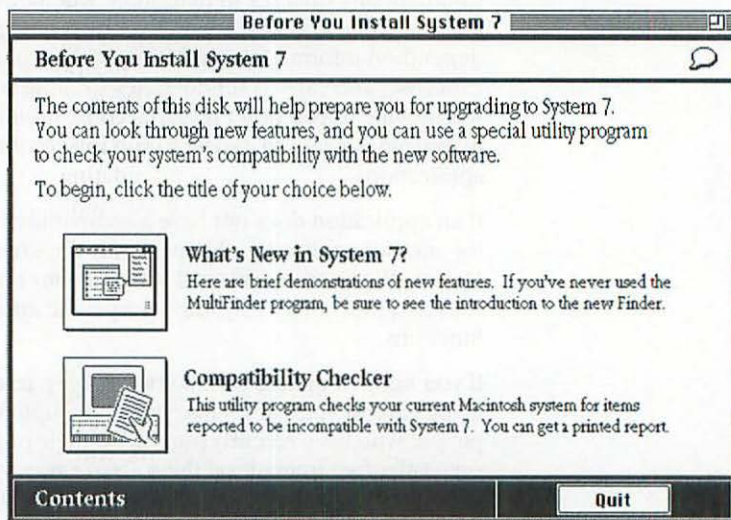 Before You Install System 7
Before You Install System 7
The contents of this disk will help prepare you for upgrading to System 7.
You can look through new features, and you can use a special utility program
to check your system's compatibility with the new software.
To begin, click the title of your choice below.
What's New in System 7?
Here are brief demonstrations of new features. If you've never used the
MultiFinder program, be sure to see the introduction to the new Finder.
Compatibility Checker
This utility program checks your current Macintosh system for items
reported to be incompatible with System 7. You can get a printed report.
Contents
Quit